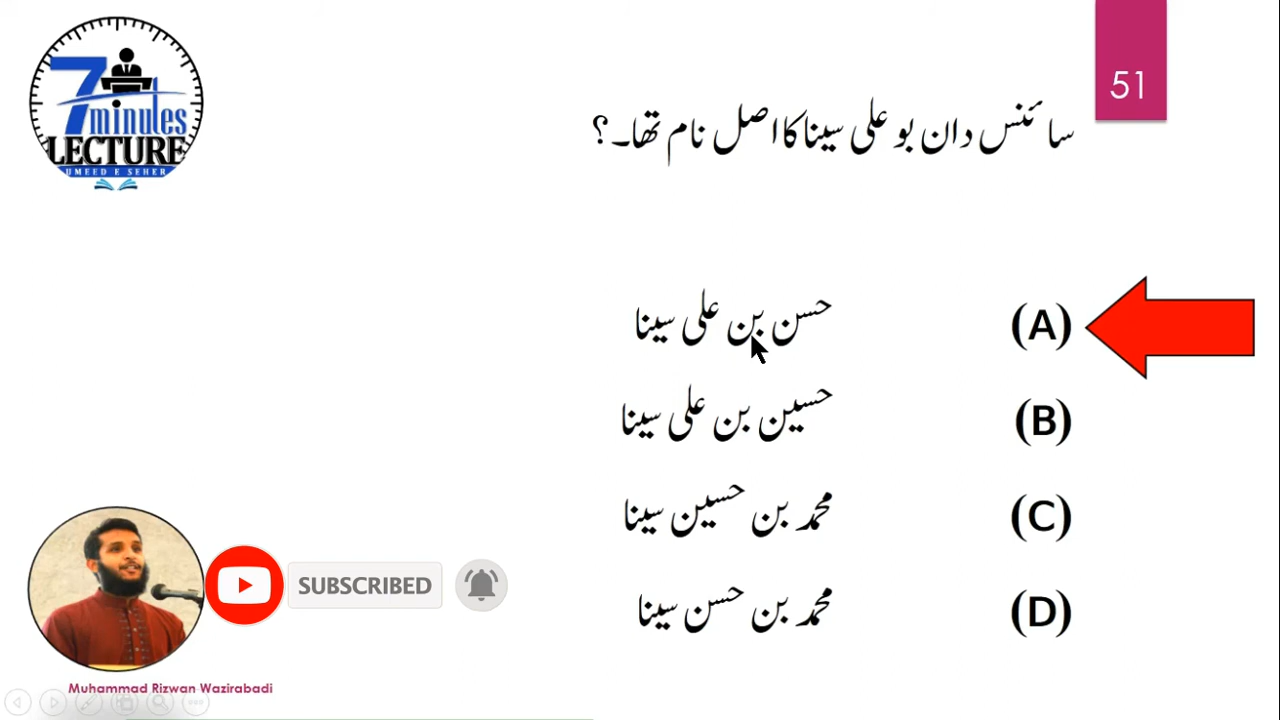 51
7
minutes
LECTURE
UMEED E SEHER
سائنس دان بو علی سینا کا اصل نام تھا۔؟
(A) حسن بن علی سینا
(B) حسین بن علی سینا
(C) محمد بن حسین سینا
(D) محمد بن حسن سینا
SUBSCRIBED
Muhammad Rizwan Wazirabadi